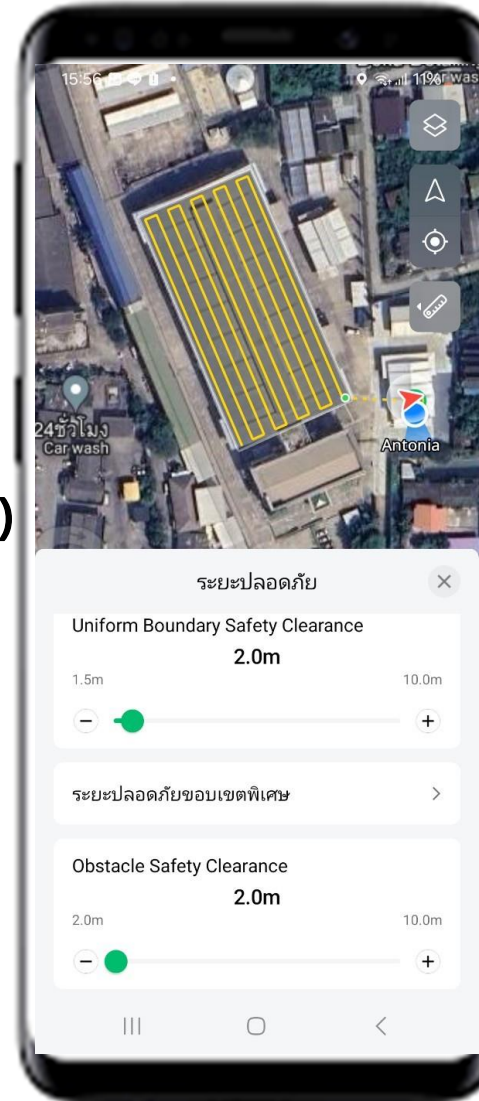 15:56
11%
24ชั่วโมง
Car wash
Antonia
)
ระยะปลอดภัย
Uniform Boundary Safety Clearance
2.0m
1.5m
10.0m
ระยะปลอดภัยขอบเขตพิเศษ
Obstacle Safety Clearance
2.0m
2.0m
10.0m